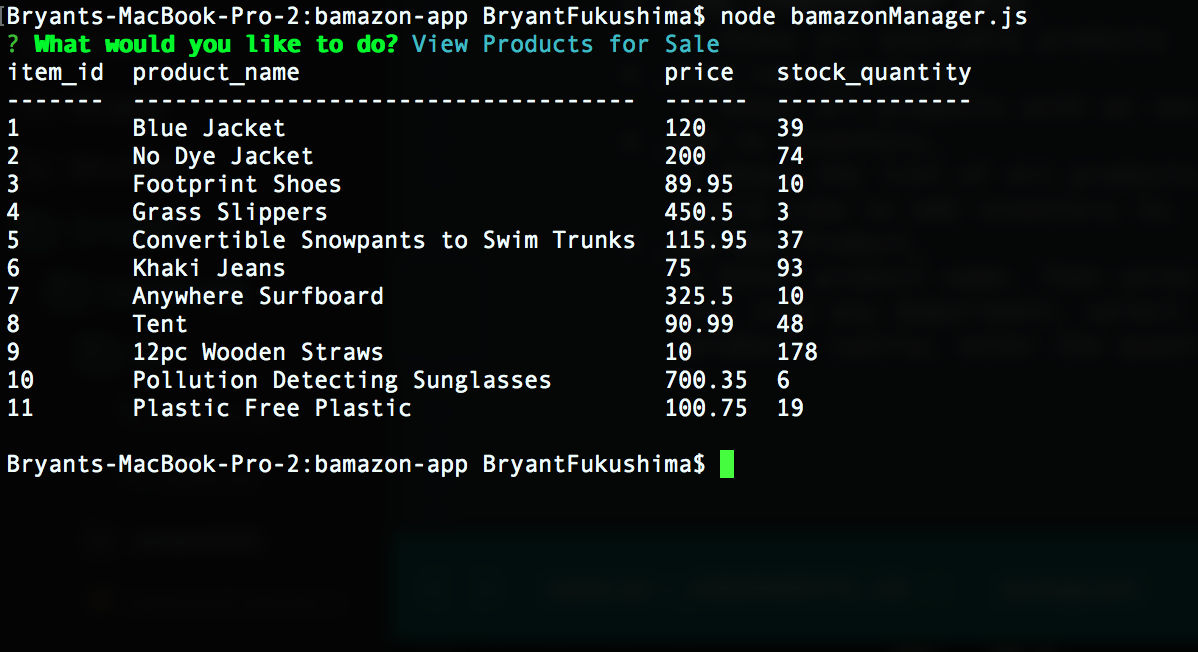 Bryants-MacBook-Pro-2:bamazon-app BryantFukushima$ node bamazonManager.js
? What would you like to do? View Products for Sale
item_id  product_name                          price   stock_quantity
-------  ------------------------------------  ------  --------------
1        Blue Jacket                           120     39
2        No Dye Jacket                         200     74
3        Footprint Shoes                       89.95   10
4        Grass Slippers                        450.5   3
5        Convertible Snowpants to Swim Trunks  115.95  37
6        Khaki Jeans                           75      93
7        Anywhere Surfboard                    325.5   10
8        Tent                                  90.99   48
9        12pc Wooden Straws                    10      178
10       Pollution Detecting Sunglasses        700.35  6
11       Plastic Free Plastic                  100.75  19
Bryants-MacBook-Pro-2:bamazon-app BryantFukushima$